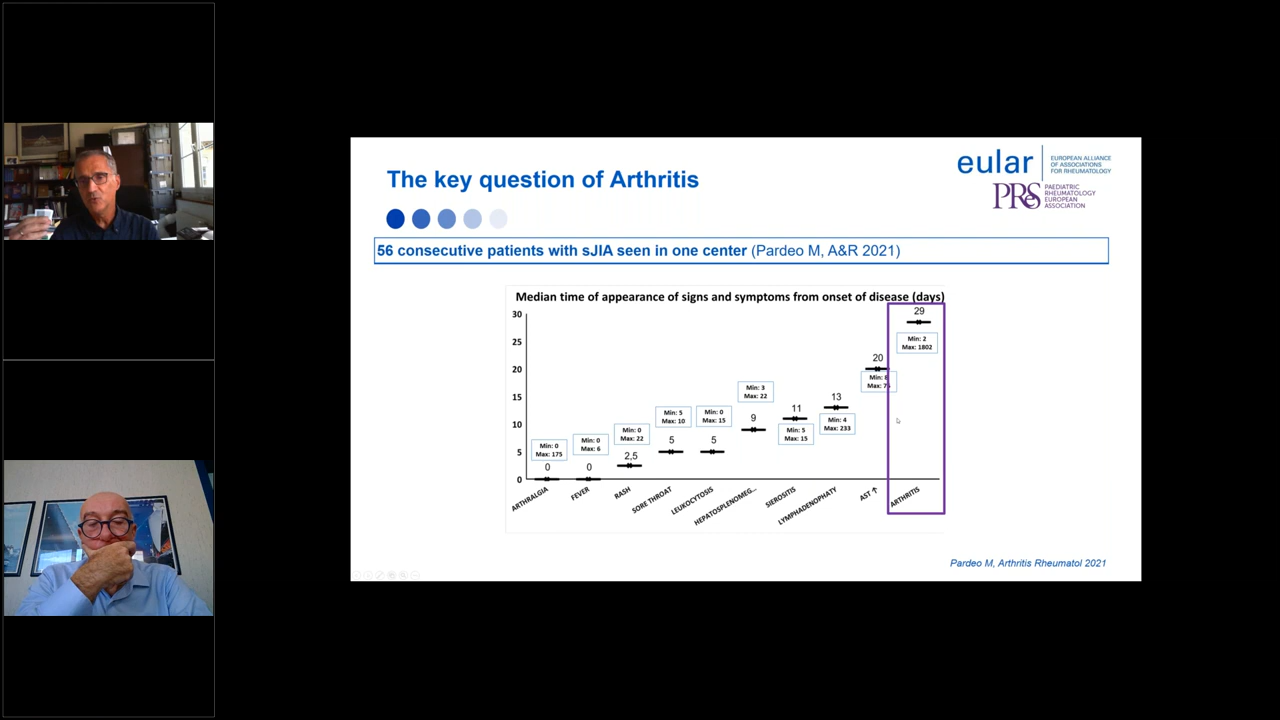 The key question of Arthritis
eular
EUROPEAN ALLIANCE
OF ASSOCIATIONS
FOR RHEUMATOLOGY
PReS
PAEDIATRIC
RHEUMATOLOGY
EUROPEAN
ASSOCIATION
56 consecutive patients with sJIA seen in one center (Pardeo M, A&R 2021)
Median time of appearance of signs and symptoms from onset of disease (days)
30
25
20
15
10
5
0
Min: 0
Max: 175
0
Min: 0
Max: 6
0
Min: 0
Max: 22
2,5
Min: 5
Max: 10
5
Min: 0
Max: 15
5
Min: 3
Max: 22
9
11
Min: 5
Max: 15
13
Min: 4
Max: 233
20
Min:
Max:
29
Min: 2
Max: 1802
ARTHRALGIA
FEVER
RASH
SORE THROAT
LEUKOCYTOSIS
HEPATOSPLENOMEG...
SIEROSITIS
LYMPHADENOPHATY
AST ↑
ARTHRITIS
Pardeo M, Arthritis Rheumatol 2021